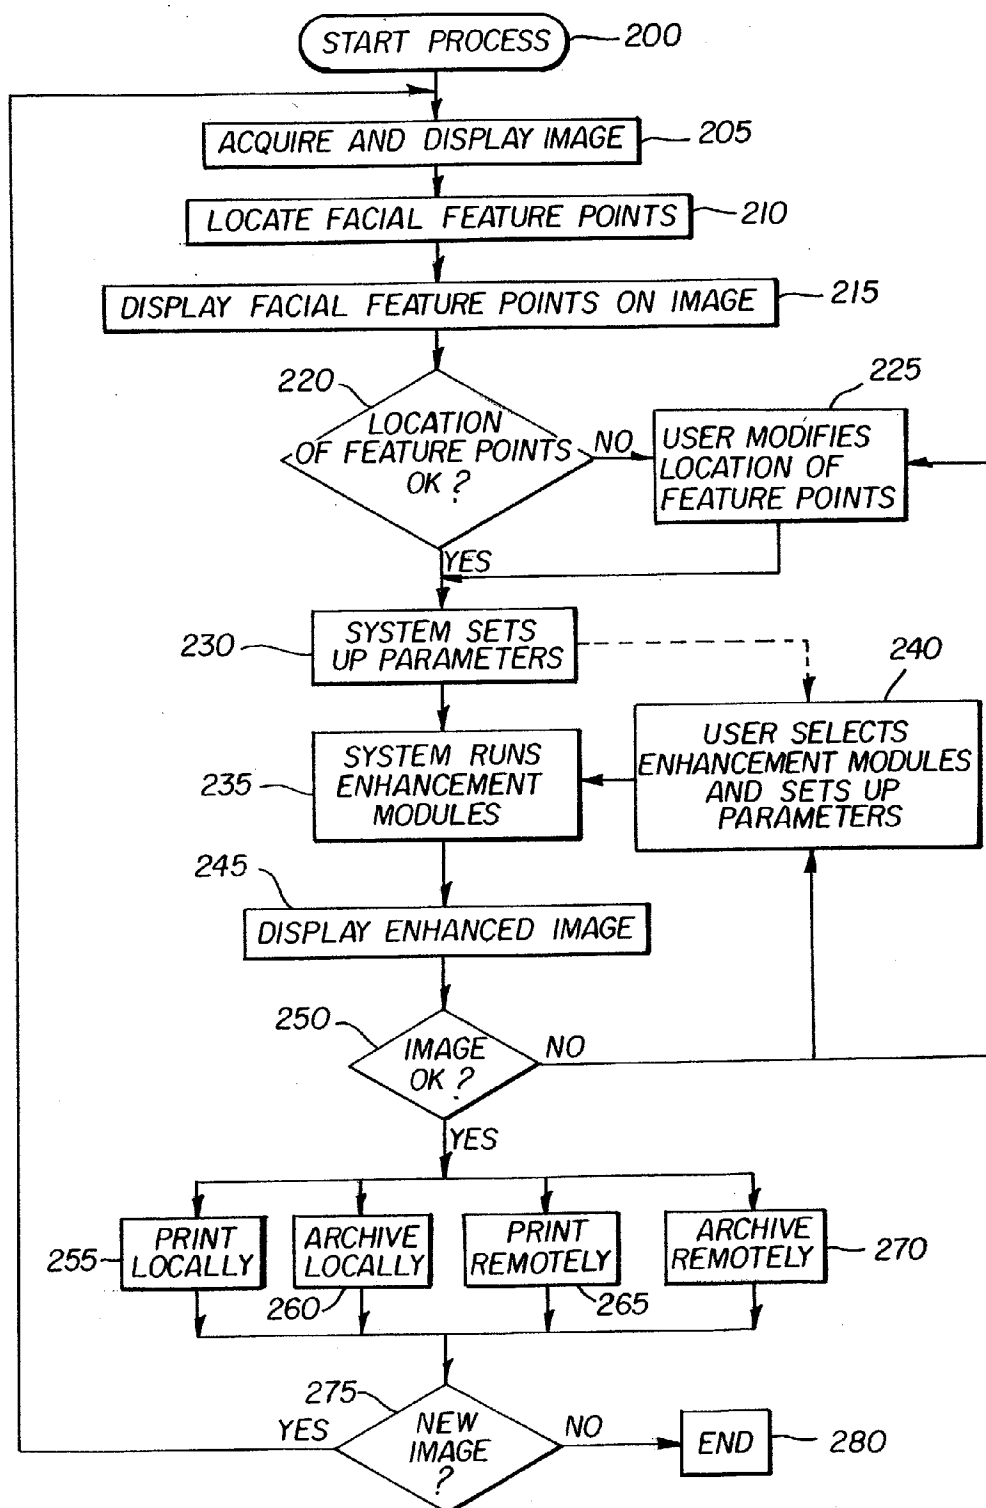 START PROCESS
200
ACQUIRE AND DISPLAY IMAGE
205
LOCATE FACIAL FEATURE POINTS
210
DISPLAY FACIAL FEATURE POINTS ON IMAGE
215
220
LOCATION
OF FEATURE POINTS
OK ?
NO
225
USER MODIFIES
LOCATION OF
FEATURE POINTS
YES
230
SYSTEM SETS
UP PARAMETERS
240
USER SELECTS
ENHANCEMENT MODULES
AND SETS UP
PARAMETERS
235
SYSTEM RUNS
ENHANCEMENT
MODULES
245
DISPLAY ENHANCED IMAGE
250
IMAGE
OK ?
NO
YES
255
PRINT
LOCALLY
ARCHIVE
LOCALLY
260
PRINT
REMOTELY
265
ARCHIVE
REMOTELY
270
275
YES
NEW
IMAGE
?
NO
END
280